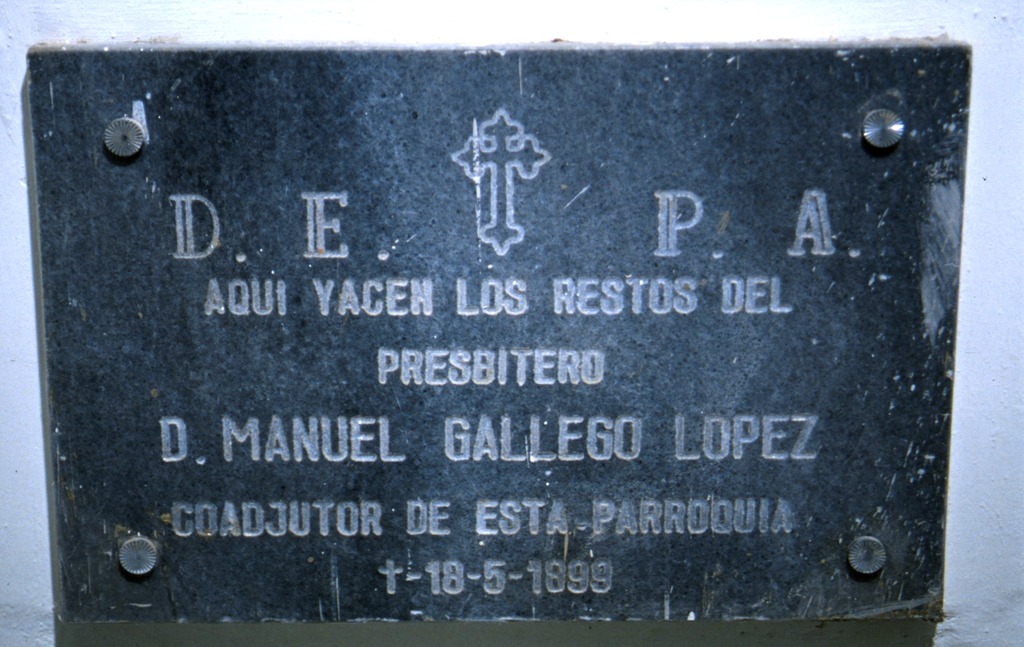 D. E. P. A.
AQUI YACEN LOS RESTOS DEL
PRESBITERO
D. MANUEL GALLEGO LOPEZ
COADJUTOR DE ESTA PARROQUIA
†-18-5-1899